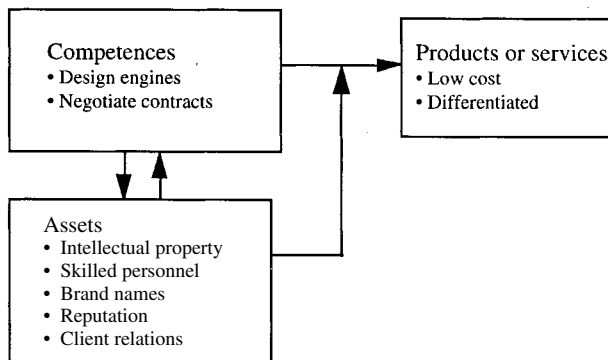 Competences
• Design engines
• Negotiate contracts
Products or services
• Low cost
• Differentiated
Assets
• Intellectual property
• Skilled personnel
• Brand names
• Reputation
• Client relations